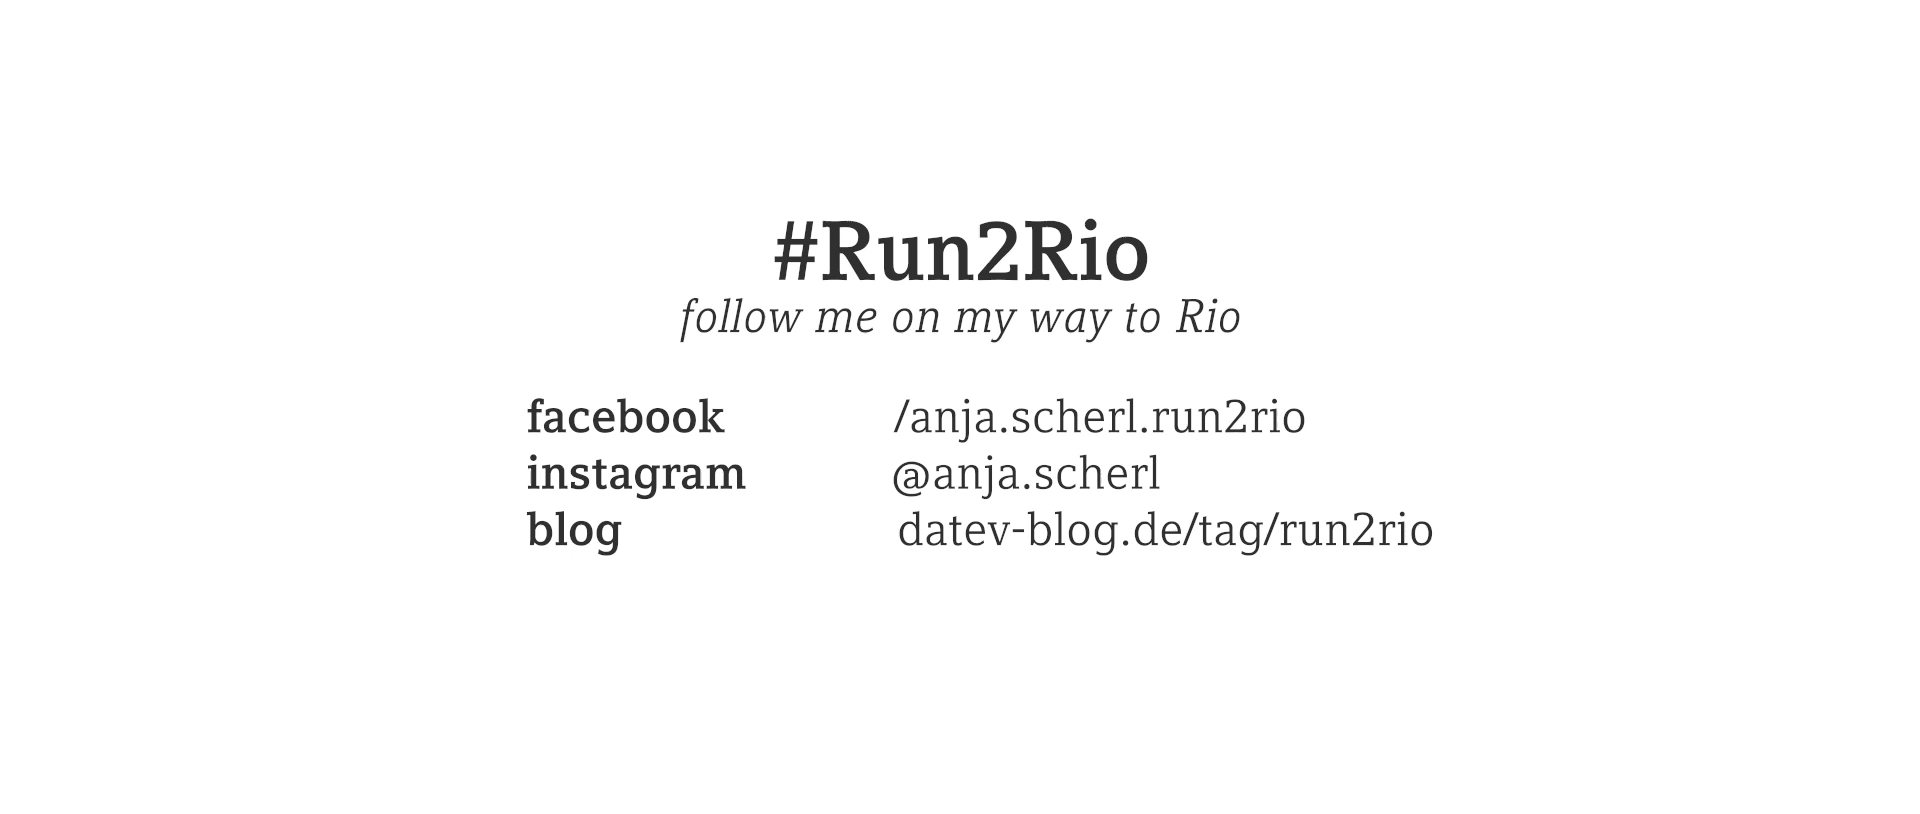 #Run2Rio
follow me on my way to Rio
facebook /anja.scherl.run2rio
instagram @anja.scherl
blog datev-blog.de/tag/run2rio